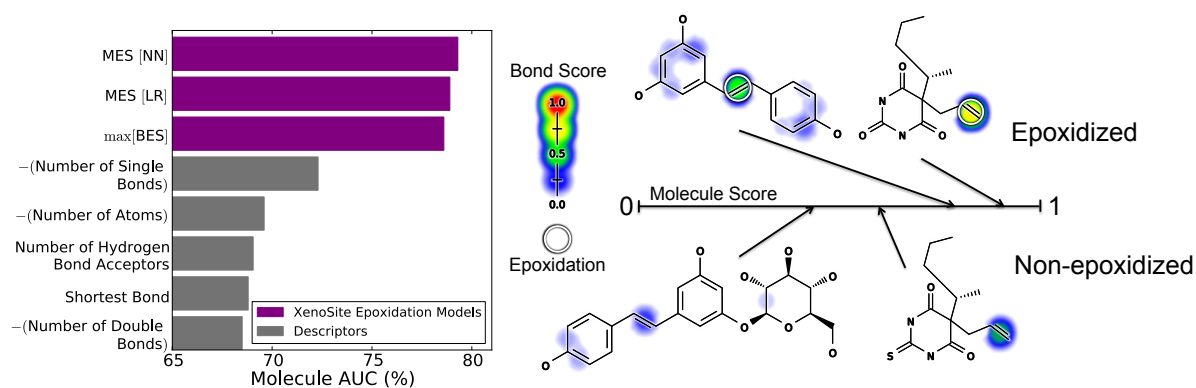 MES [NN]
MES [LR]
max[BES]
−(Number of Single
Bonds)
−(Number of Atoms)
Number of Hydrogen
Bond Acceptors
Shortest Bond
−(Number of Double
Bonds)
XenoSite Epoxidation Models
Descriptors
65 70 75 80
Molecule AUC (%)
Bond Score
1.0
0.5
0.0
Epoxidation
O
O
O
O
O
N
O
N
O
Epoxidized
0 Molecule Score 1
Non-epoxidized
O
O
O
O
O
O
O
O
O
O
N
S
N
O